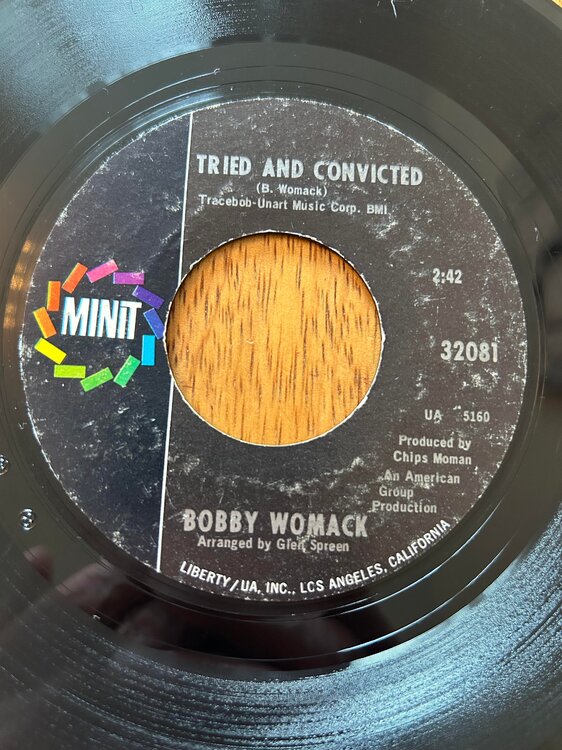 TRIED AND CONVICTED
(B. Womack)
Tracebob-Unart Music Corp. BMI
2:42
MINIT
32081
UA 5160
Produced by
Chips Moman
An American
Group
Production
BOBBY WOMACK
Arranged by Glen Spreen
LIBERTY/UA, INC., LOS ANGELES, CALIFORNIA